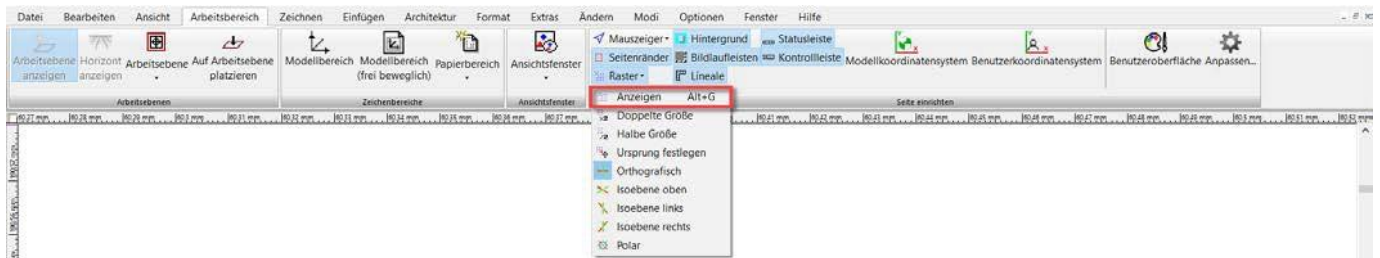 Datei Bearbeiten Ansicht Arbeitsbereich Zeichnen Einfügen Architektur Format Extras Ändern Modi Optionen Fenster Hilfe
Arbeitsebene anzeigen
Horizont anzeigen
Arbeitsebene
Auf Arbeitsebene platzieren
Arbeitsebenen
Modellbereich
Modellbereich (frei beweglich)
Papierbereich
Zeichenbereiche
Ansichtsfenster
Ansichtsfenster
Mauszeiger Hintergrund Statusleiste
Seitenränder Bildlaufleisten Kontrollleiste
Raster Lineale
Modellkoordinatensystem
Benutzerkoordinatensystem
Benutzeroberfläche
Anpassen...
Seite einrichten
Anzeigen Alt+G
Doppelte Größe
Halbe Größe
Ursprung festlegen
Orthografisch
Isoebene oben
Isoebene links
Isoebene rechts
Polar